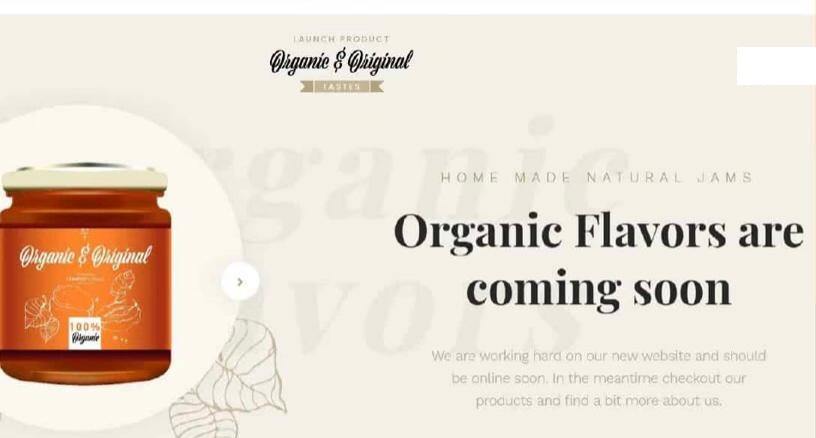 LAUNCH PRODUCT
Organic & Original
TASTES
HOME MADE NATURAL JAMS
Organic Flavors are
coming soon
We are working hard on our new website and should
be online soon. In the meantime checkout our
products and find a bit more about us.
Organic & Original
100%
Organic